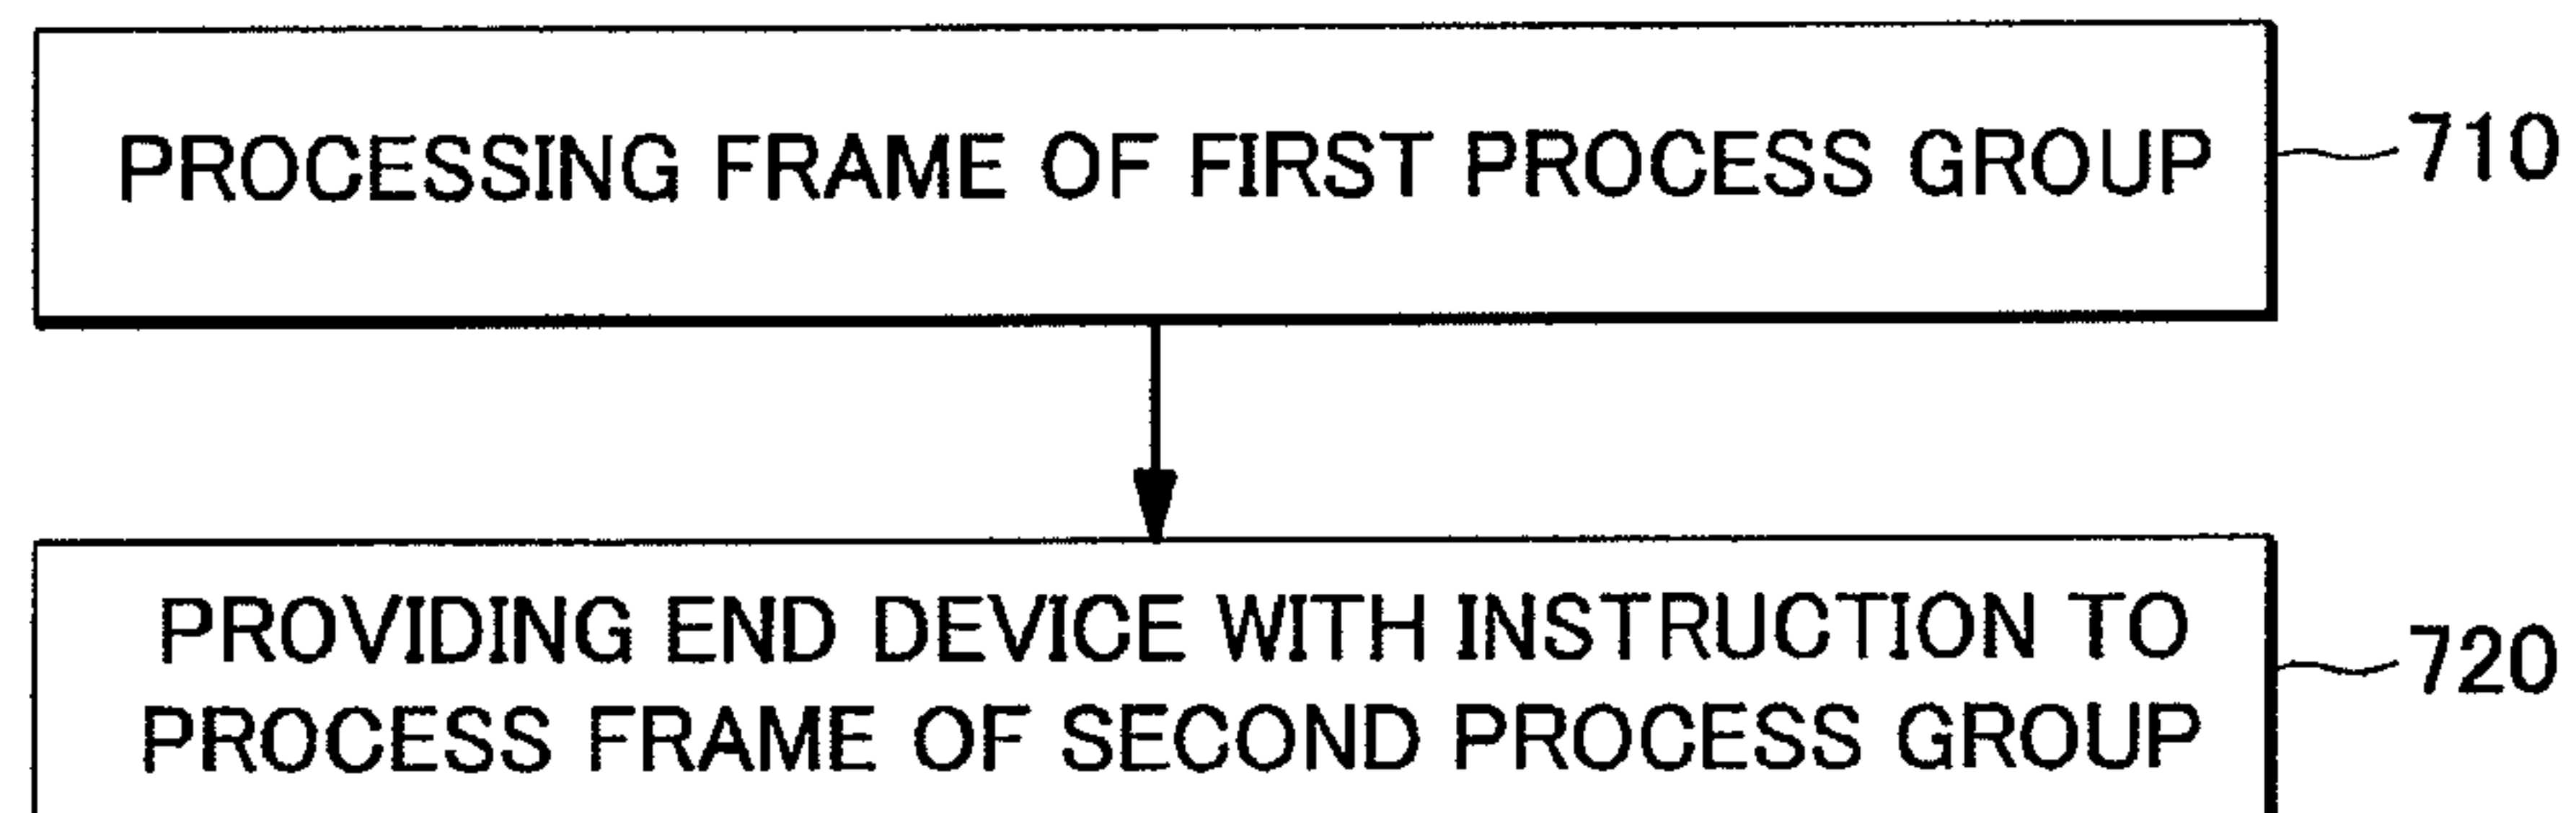 PROCESSING FRAME OF FIRST PROCESS GROUP
710
PROVIDING END DEVICE WITH INSTRUCTION TO
PROCESS FRAME OF SECOND PROCESS GROUP
720